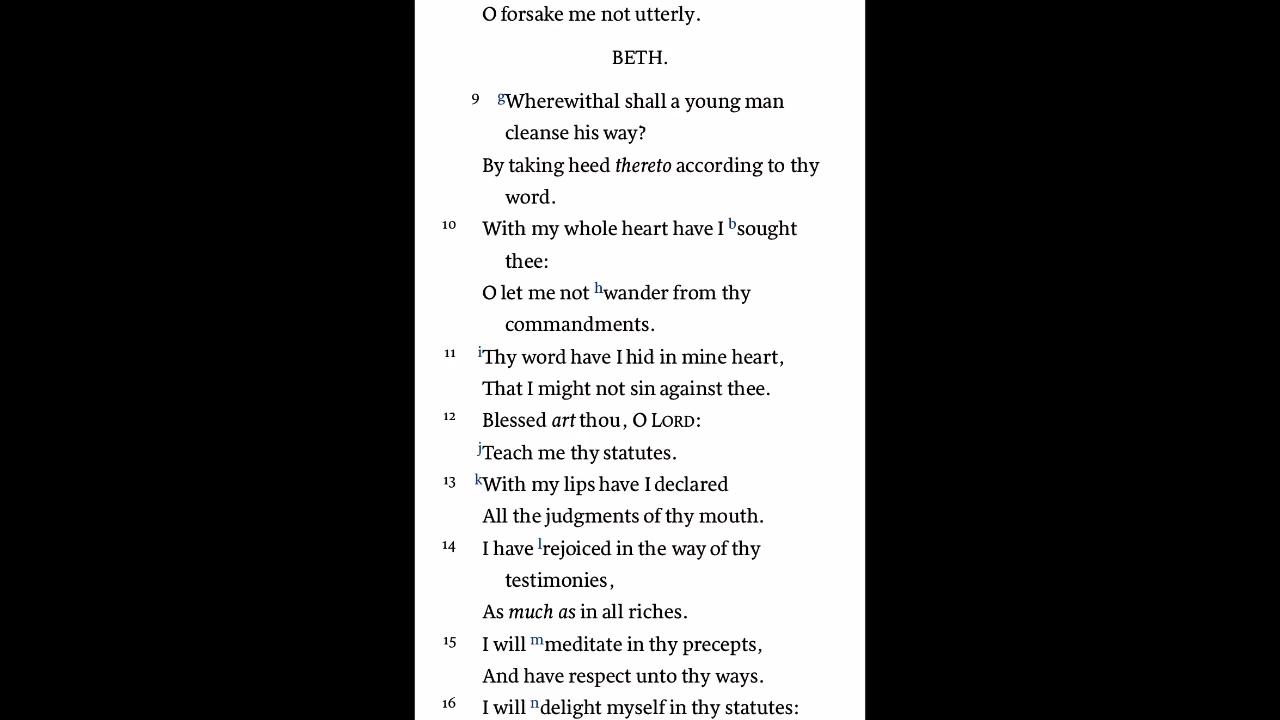 O forsake me not utterly.
BETH.
9 gWherewithal shall a young man
cleanse his way?
By taking heed thereto according to thy
word.
10 With my whole heart have I bsought
thee:
O let me not hwander from thy
commandments.
11 iThy word have I hid in mine heart,
That I might not sin against thee.
12 Blessed art thou, O LORD:
jTeach me thy statutes.
13 kWith my lips have I declared
All the judgments of thy mouth.
14 I have lrejoiced in the way of thy
testimonies,
As much as in all riches.
15 I will mmeditate in thy precepts,
And have respect unto thy ways.
16 I will ndelight myself in thy statutes: